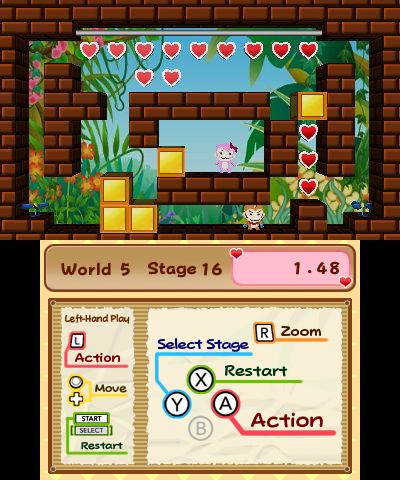 World 5 Stage 16 1.48
Left-Hand Play
L
Action
Move
START
SELECT
Restart
R Zoom
Select Stage
X Restart
Y A
B Action